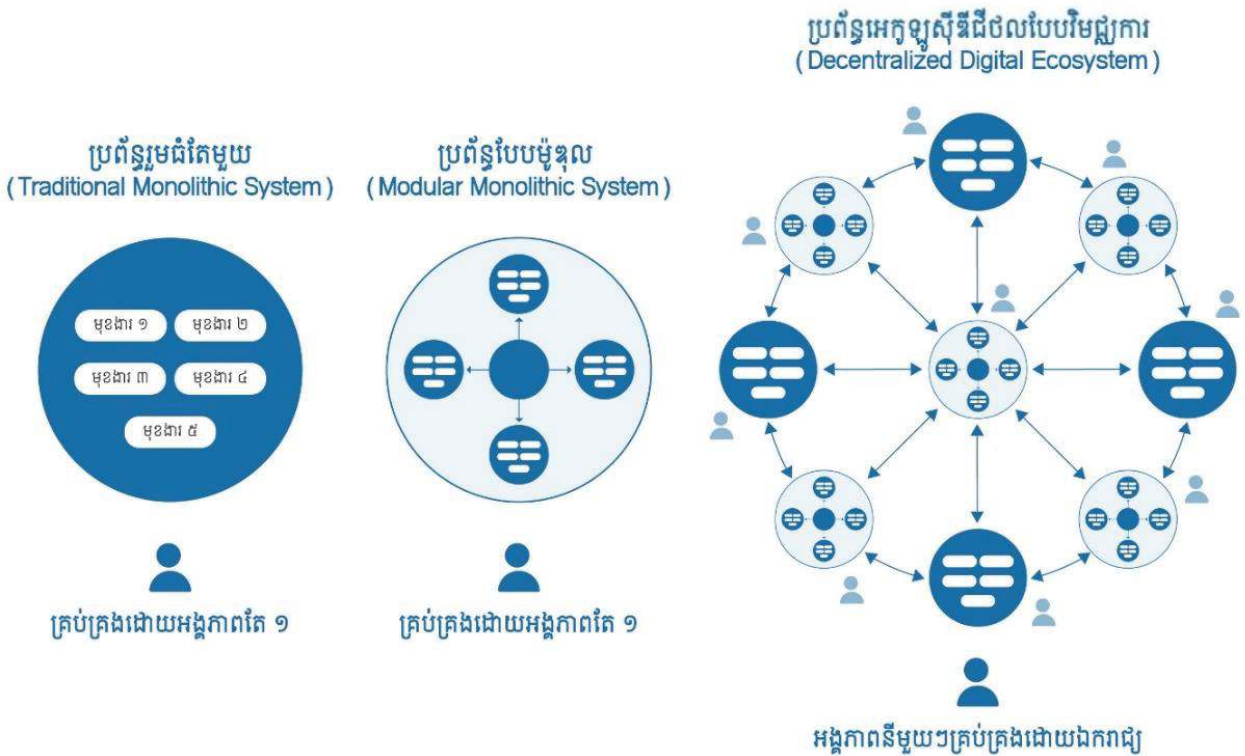 ប្រព័ន្ធរួមធំតែមួយ
(Traditional Monolithic System)
មុខងារ ១
មុខងារ ២
មុខងារ ៣
មុខងារ ៤
មុខងារ ៥
គ្រប់គ្រងដោយអង្គភាពតែ ១
ប្រព័ន្ធបែបម៉ូឌុល
(Modular Monolithic System)
គ្រប់គ្រងដោយអង្គភាពតែ ១
ប្រព័ន្ធអេកូឡូស៊ីឌីជីថលបែបវិមជ្ឈការ
(Decentralized Digital Ecosystem)
អង្គភាពនីមួយៗគ្រប់គ្រងដោយឯករាជ្យ